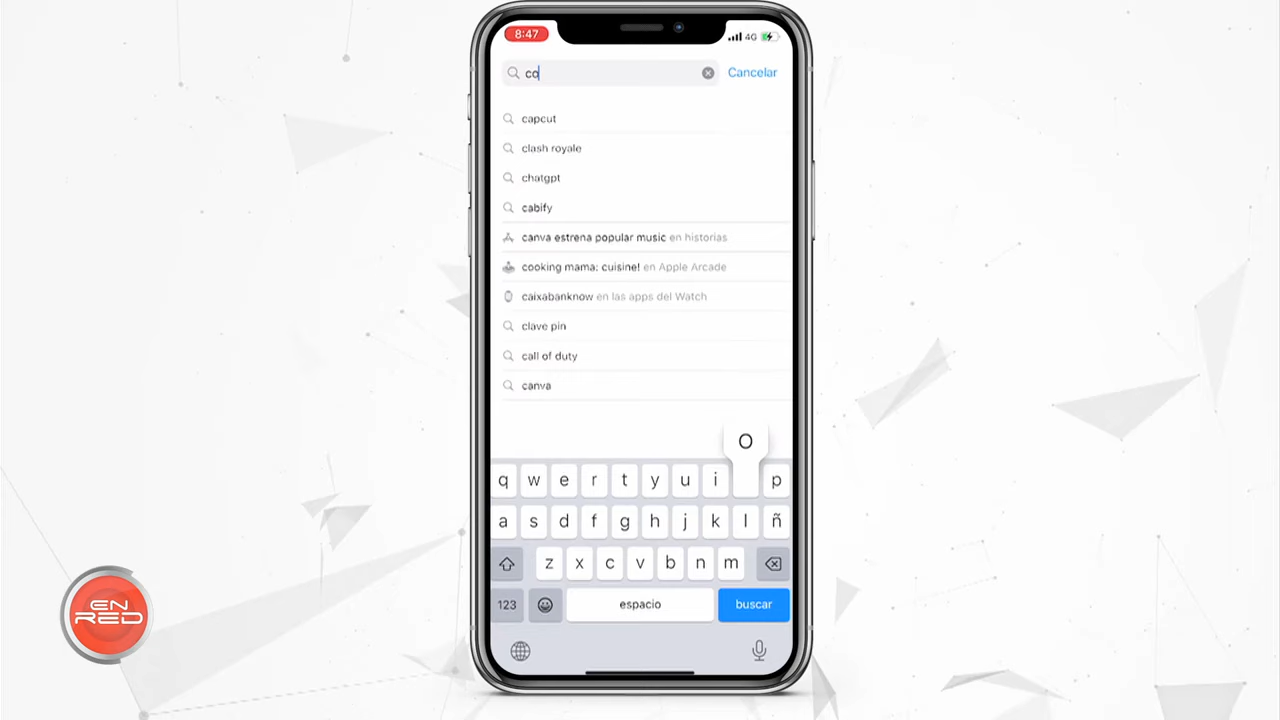 8:47
4G
co
Cancelar
capcut
clash royale
chatgpt
cabify
canva estrena popular music en historias
cooking mama: cuisine! en Apple Arcade
caixabanknow en las apps del Watch
clave pin
call of duty
canva
O
q w e r t y u i p
a s d f g h j k l ñ
z x c v b n m
123 espacio buscar
EN
RED